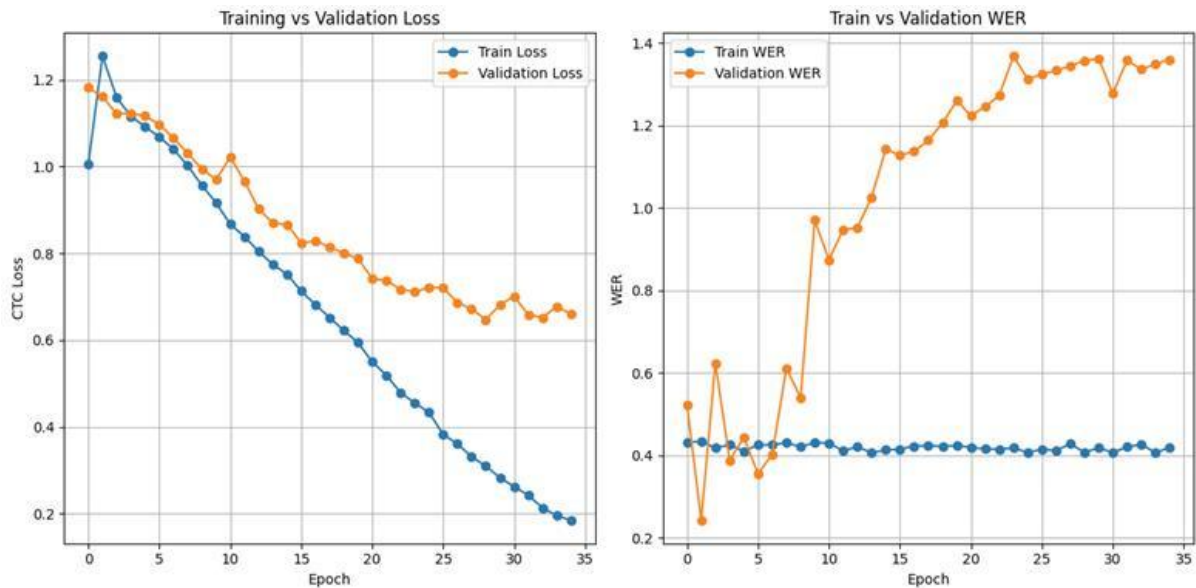 Training vs Validation Loss
Train Loss
Validation Loss
CTC Loss
1.2
1.0
0.8
0.6
0.4
0.2
0 5 10 15 20 25 30 35
Epoch
Train vs Validation WER
Train WER
Validation WER
WER
1.4
1.2
1.0
0.8
0.6
0.4
0.2
0 5 10 15 20 25 30 35
Epoch